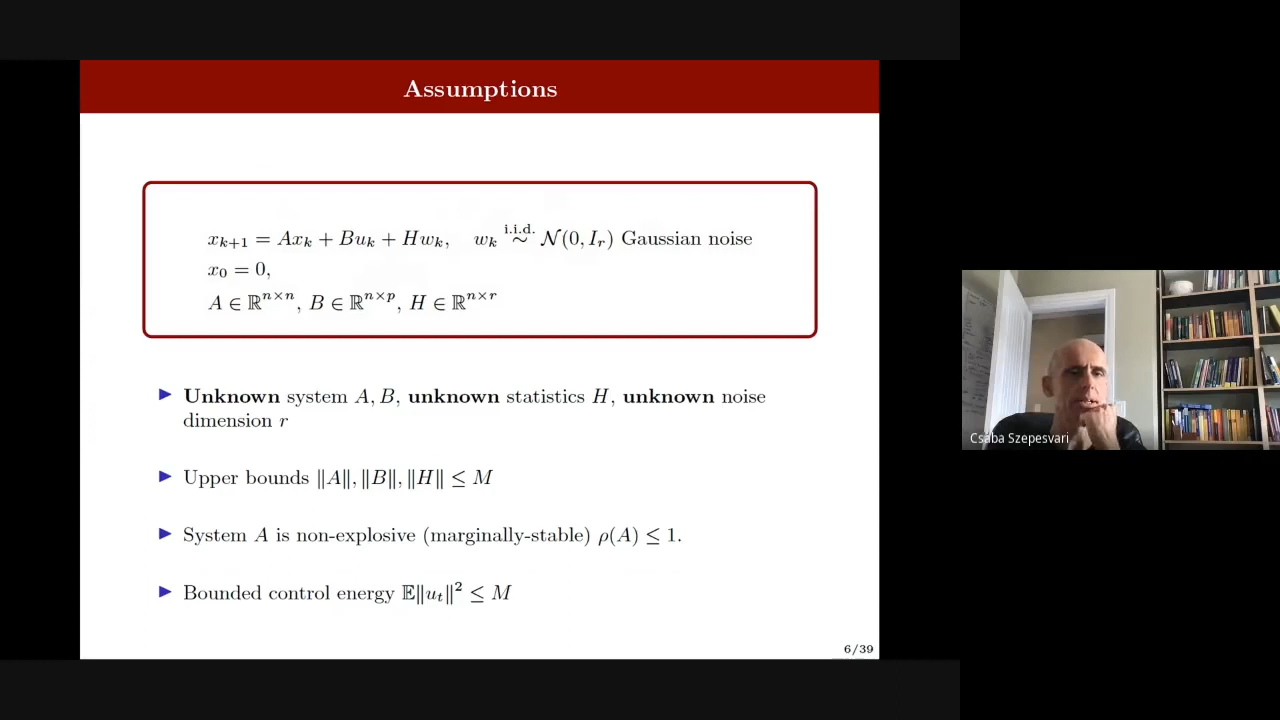 Assumptions
x_{k+1} = Ax_k + Bu_k + Hw_k, w_k \overset{i.i.d.}{\sim} 𝒩(0, I_r) Gaussian noise
x_0 = 0,
A ∈ ℝ^{n×n}, B ∈ ℝ^{n×p}, H ∈ ℝ^{n×r}
▶ Unknown system A, B, unknown statistics H, unknown noise
dimension r
▶ Upper bounds ‖A‖, ‖B‖, ‖H‖ ≤ M
▶ System A is non-explosive (marginally-stable) ρ(A) ≤ 1.
▶ Bounded control energy 𝔼‖u_t‖² ≤ M
6/39
Csaba Szepesvari